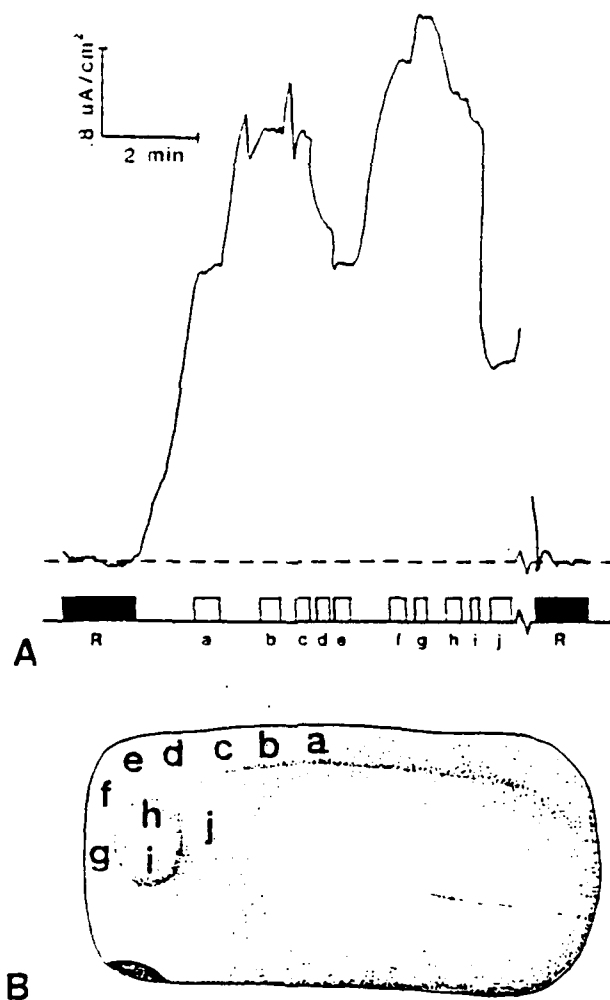 .8 uA/cm²
2 min
R a b c d e f g h i j R
A
e d c b a
f h j
g i
B